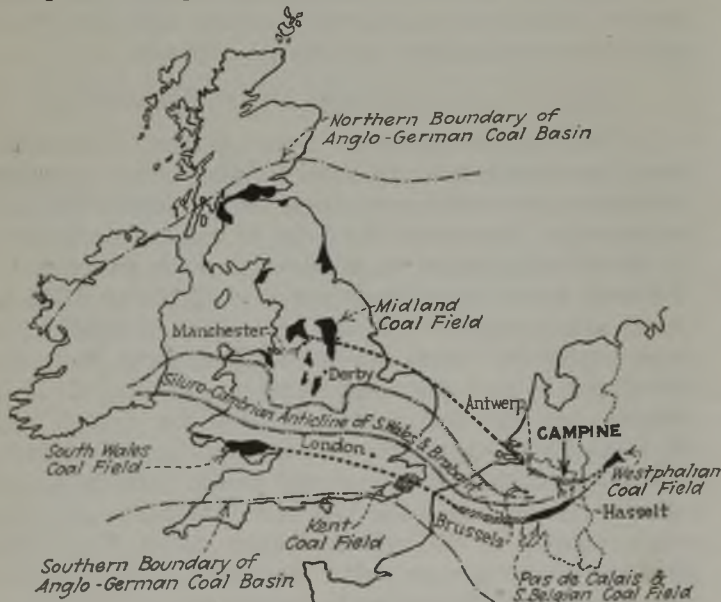 Northern Boundary of
Anglo-German Coal Basin
Midland
Coal Field
Manchester
Derby
Siluro-Cambrian Anticline of S. Wales & Brabant
Antwerp
CAMPINE
South Wales
Coal Field
London
Westphalian
Coal Field
Hasselt
Kent
Coal Field
Brussels
Southern Boundary of
Anglo-German Coal Basin
Pas de Calais &
S. Belgian Coal Field